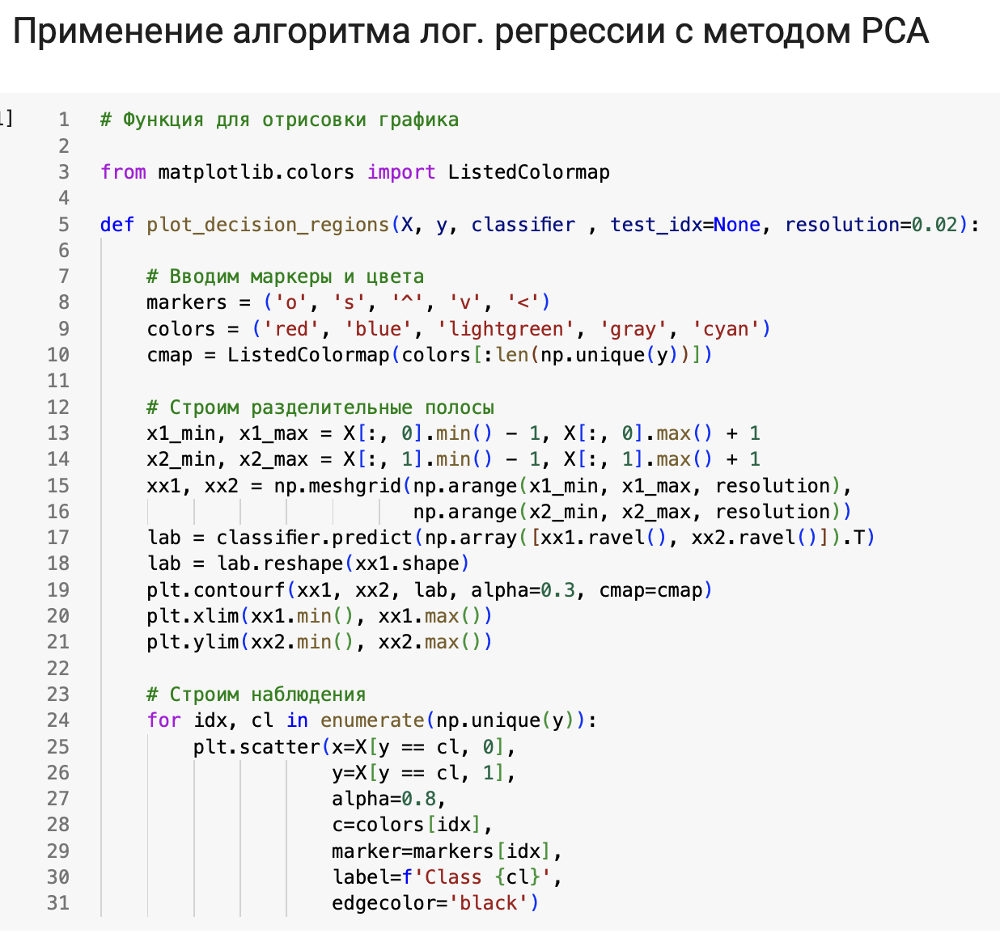 Применение алгоритма лог. регрессии с методом PCA
1]
1 # Функция для отрисовки графика
2
3 from matplotlib.colors import ListedColormap
4
5 def plot_decision_regions(X, y, classifier , test_idx=None, resolution=0.02):
6
7     # Вводим маркеры и цвета
8     markers = ('o', 's', '^', 'v', '<')
9     colors = ('red', 'blue', 'lightgreen', 'gray', 'cyan')
10     cmap = ListedColormap(colors[:len(np.unique(y))])
11
12     # Строим разделительные полосы
13     x1_min, x1_max = X[:, 0].min() - 1, X[:, 0].max() + 1
14     x2_min, x2_max = X[:, 1].min() - 1, X[:, 1].max() + 1
15     xx1, xx2 = np.meshgrid(np.arange(x1_min, x1_max, resolution),
16                            np.arange(x2_min, x2_max, resolution))
17     lab = classifier.predict(np.array([xx1.ravel(), xx2.ravel()]).T)
18     lab = lab.reshape(xx1.shape)
19     plt.contourf(xx1, xx2, lab, alpha=0.3, cmap=cmap)
20     plt.xlim(xx1.min(), xx1.max())
21     plt.ylim(xx2.min(), xx2.max())
22
23     # Строим наблюдения
24     for idx, cl in enumerate(np.unique(y)):
25         plt.scatter(x=X[y == cl, 0],
26                     y=X[y == cl, 1],
27                     alpha=0.8,
28                     c=colors[idx],
29                     marker=markers[idx],
30                     label=f'Class {cl}',
31                     edgecolor='black')